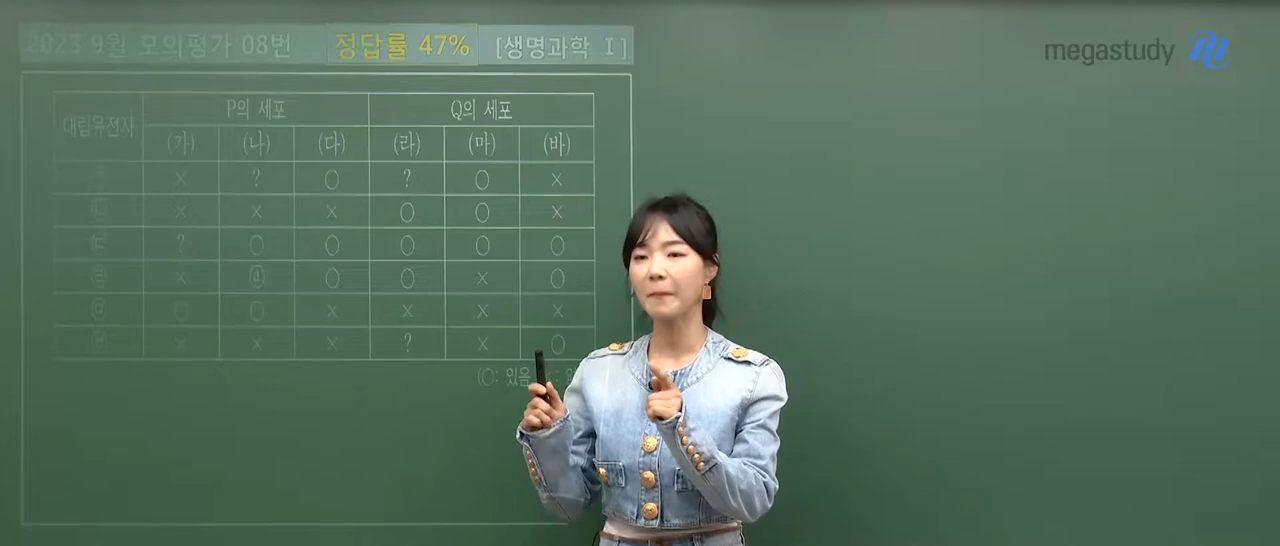 2023 9월 모의평가 08번 정답률 47% [생명과학 Ⅰ]
megastudy
대립유전자 P의 세포 Q의 세포
(가) (나) (다) (라) (마) (바)
㉠ × ? ○ ? ○ ×
㉡ × × × ○ ○ ×
㉢ ? ○ ○ ○ ○ ○
㉣ × ⓐ ○ ○ × ○
㉤ ○ ○ × × × ×
㉥ × × × ? × ○
(○: 있음